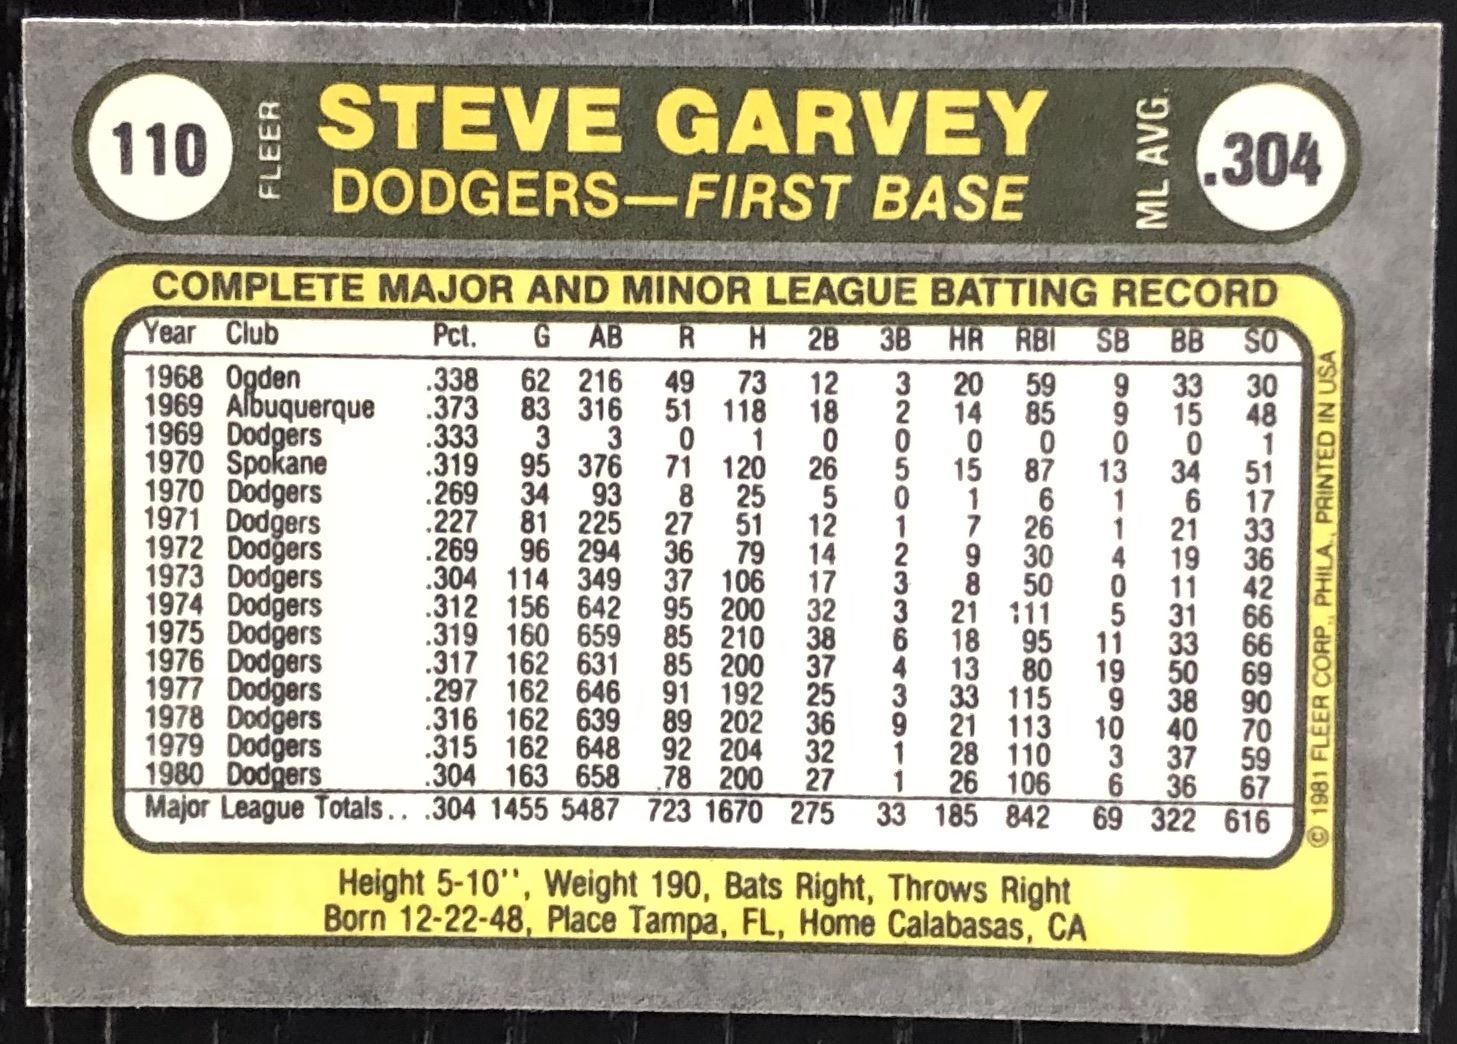 110 FLEER STEVE GARVEY ML AVG. .304
DODGERS—FIRST BASE
COMPLETE MAJOR AND MINOR LEAGUE BATTING RECORD
Year Club Pct. G AB R H 2B 3B HR RBI SB BB SO
1968 Ogden .338 62 216 49 73 12 3 20 59 9 33 30
1969 Albuquerque .373 83 316 51 118 18 2 14 85 9 15 48
1969 Dodgers .333 3 3 0 1 0 0 0 0 0 0 1
1970 Spokane .319 95 376 71 120 26 5 15 87 13 34 51
1970 Dodgers .269 34 93 8 25 5 0 1 6 1 6 17
1971 Dodgers .227 81 225 27 51 12 1 7 26 1 21 33
1972 Dodgers .269 96 294 36 79 14 2 9 30 4 19 36
1973 Dodgers .304 114 349 37 106 17 3 8 50 0 11 42
1974 Dodgers .312 156 642 95 200 32 3 21 111 5 31 66
1975 Dodgers .319 160 659 85 210 38 6 18 95 11 33 66
1976 Dodgers .317 162 631 85 200 37 4 13 80 19 50 69
1977 Dodgers .297 162 646 91 192 25 3 33 115 9 38 90
1978 Dodgers .316 162 639 89 202 36 9 21 113 10 40 70
1979 Dodgers .315 162 648 92 204 32 1 28 110 3 37 59
1980 Dodgers .304 163 658 78 200 27 1 26 106 6 36 67
Major League Totals.. .304 1455 5487 723 1670 275 33 185 842 69 322 616
Height 5-10'', Weight 190, Bats Right, Throws Right
Born 12-22-48, Place Tampa, FL, Home Calabasas, CA
© 1981 FLEER CORP., PHILA., PRINTED IN USA